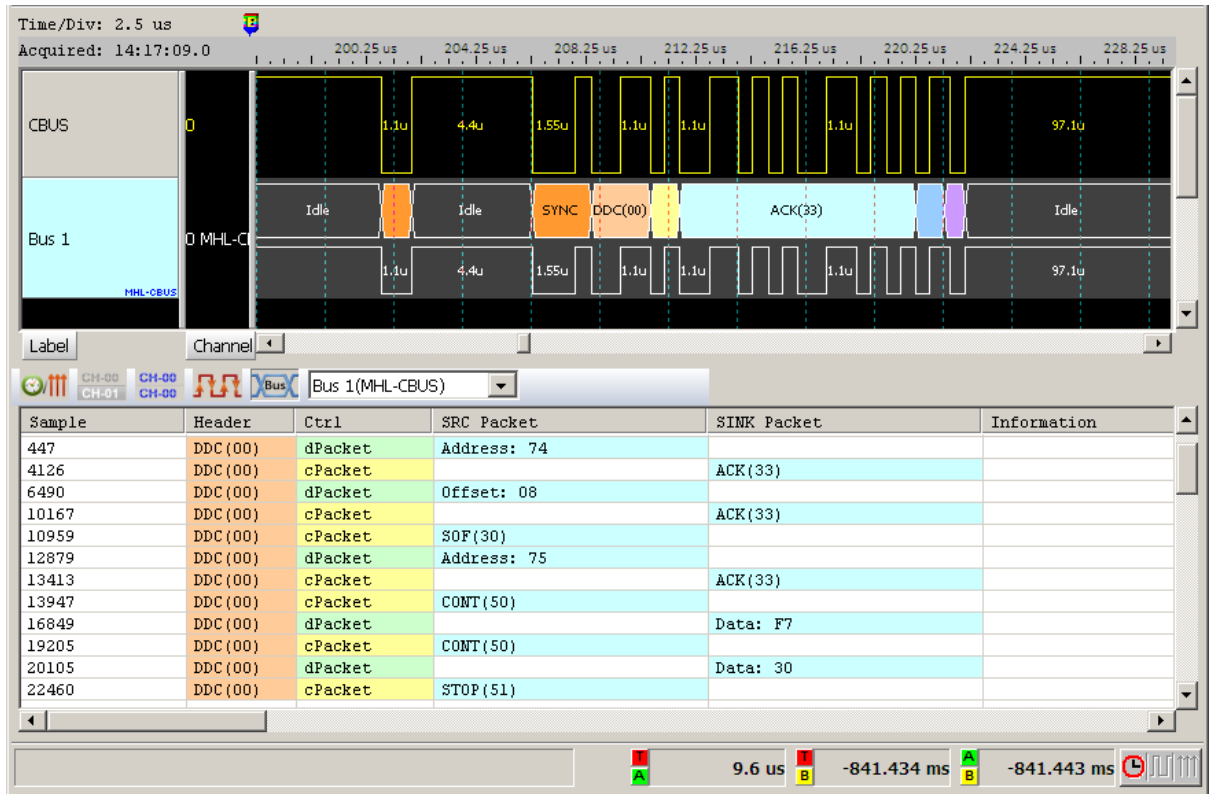 Time/Div: 2.5 us
Acquired: 14:17:09.0 200.25 us 204.25 us 208.25 us 212.25 us 216.25 us 220.25 us 224.25 us 228.25 us
CBUS 0 1.1u 4.4u 1.55u 1.1u 1.1u 1.1u 97.1u
Idle Idle SYNC DDC(00) ACK(33) Idle
Bus 1 0 MHL-C
1.1u 4.4u 1.55u 1.1u 1.1u 1.1u 97.1u
MHL-CBUS
Label Channel
CH-00 CH-01 CH-00 CH-00 Bus Bus 1(MHL-CBUS)
Sample Header Ctrl SRC Packet SINK Packet Information
447 DDC(00) dPacket Address: 74
4126 DDC(00) cPacket ACK(33)
6490 DDC(00) dPacket Offset: 08
10167 DDC(00) cPacket ACK(33)
10959 DDC(00) cPacket SOF(30)
12879 DDC(00) dPacket Address: 75
13413 DDC(00) cPacket ACK(33)
13947 DDC(00) cPacket CONT(50)
16849 DDC(00) dPacket Data: F7
19205 DDC(00) cPacket CONT(50)
20105 DDC(00) dPacket Data: 30
22460 DDC(00) cPacket STOP(51)
T A 9.6 us T B -841.434 ms A B -841.443 ms